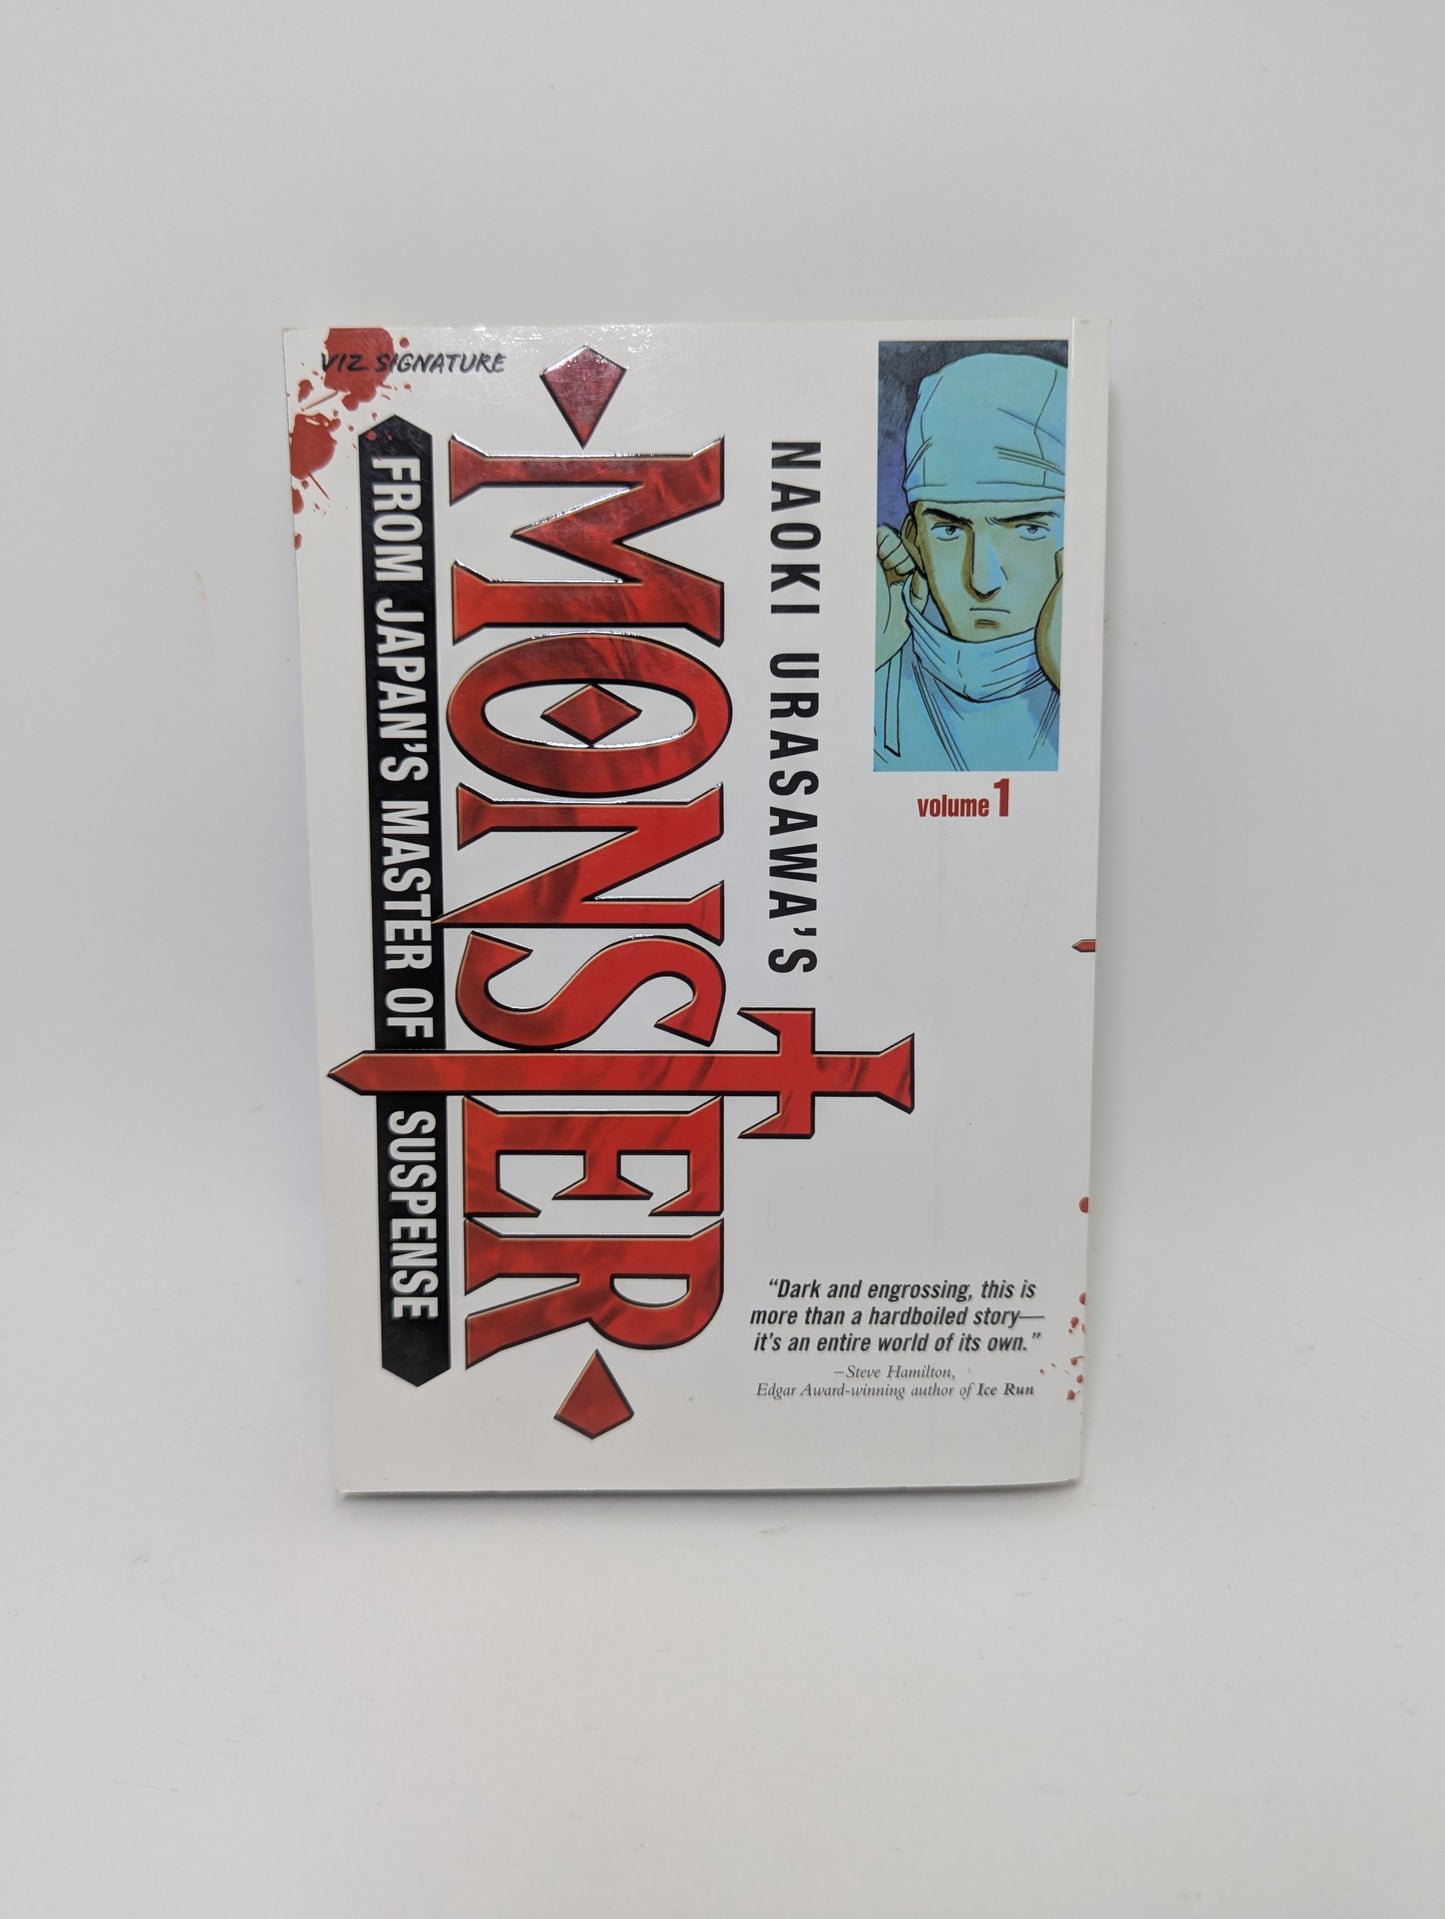 VIZ SIGNATURE
NAOKI URASAWA'S
MONSTER
FROM JAPAN'S MASTER OF SUSPENSE
volume 1
“Dark and engrossing, this is
more than a hardboiled story—
it's an entire world of its own.”
—Steve Hamilton,
Edgar Award-winning author of Ice Run